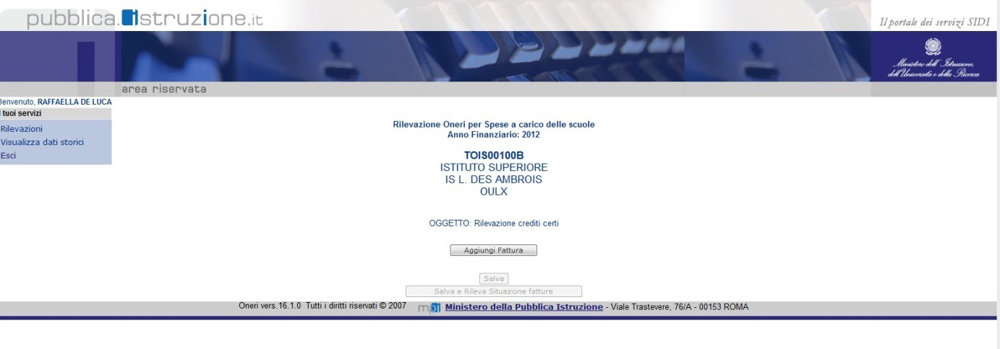 pubblica.istruzione.it
Il portale dei servizi SIDI
Ministero dell'Istruzione,
dell'Università e della Ricerca
area riservata
Benvenuto, RAFFAELLA DE LUCA
I tuoi servizi
Rilevazioni
Visualizza dati storici
Esci
Rilevazione Oneri per Spese a carico delle scuole
Anno Finanziario: 2012
TOIS00100B
ISTITUTO SUPERIORE
IS L. DES AMBROIS
OULX
OGGETTO: Rilevazione crediti certi
Aggiungi Fattura
Salva
Salva e Rileva Situazione fatture
Oneri vers.16.1.0 Tutti i diritti riservati © 2007 mpi Ministero della Pubblica Istruzione - Viale Trastevere, 76/A - 00153 ROMA